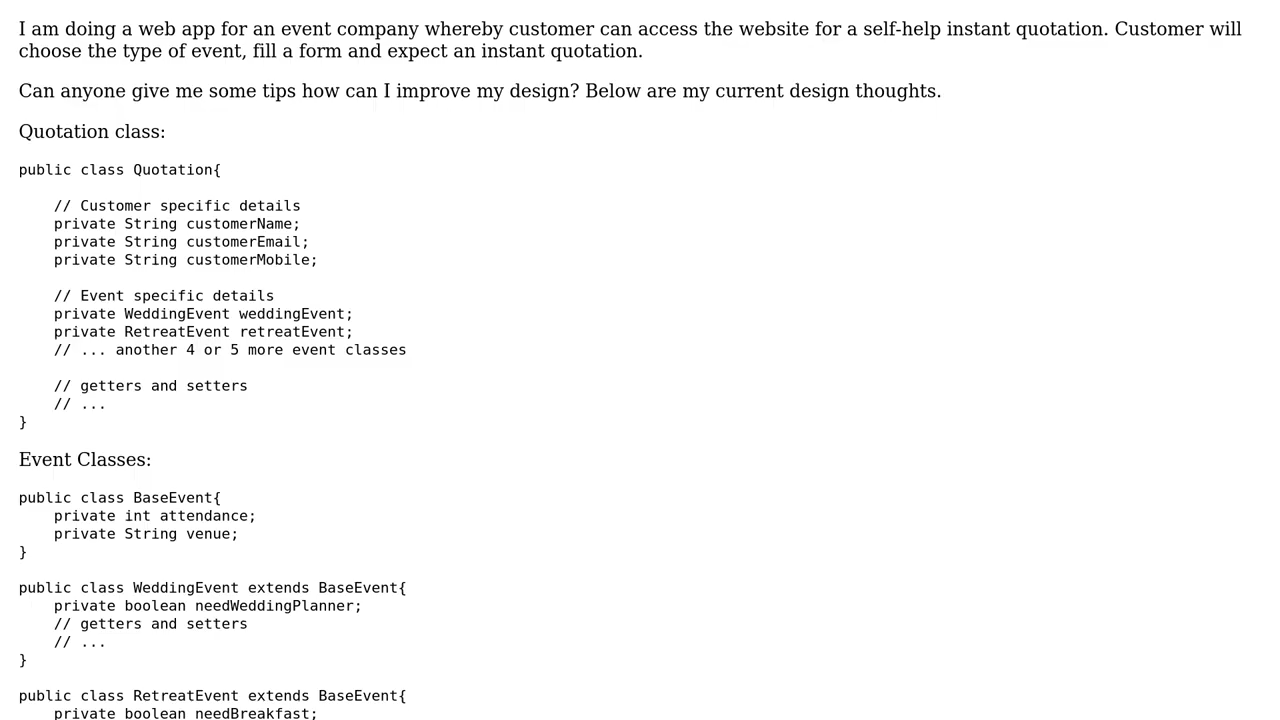 I am doing a web app for an event company whereby customer can access the website for a self-help instant quotation. Customer will
choose the type of event, fill a form and expect an instant quotation.
Can anyone give me some tips how can I improve my design? Below are my current design thoughts.
Quotation class:
public class Quotation{
    // Customer specific details
    private String customerName;
    private String customerEmail;
    private String customerMobile;
    // Event specific details
    private WeddingEvent weddingEvent;
    private RetreatEvent retreatEvent;
    // ... another 4 or 5 more event classes
    // getters and setters
    // ...
}
Event Classes:
public class BaseEvent{
    private int attendance;
    private String venue;
}
public class WeddingEvent extends BaseEvent{
    private boolean needWeddingPlanner;
    // getters and setters
    // ...
}
public class RetreatEvent extends BaseEvent{
    private boolean needBreakfast;